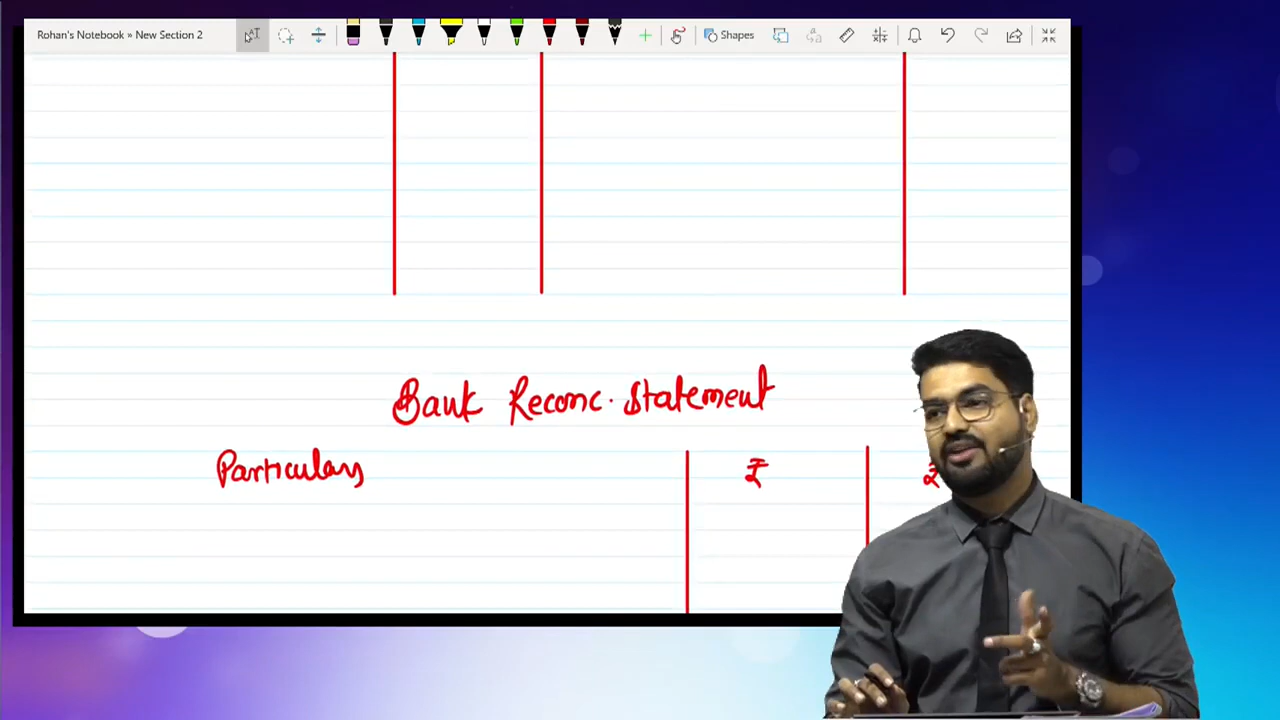 Rohan's Notebook » New Section 2
Shapes
Bank Reconc. Statement
Particulars ₹ ₹